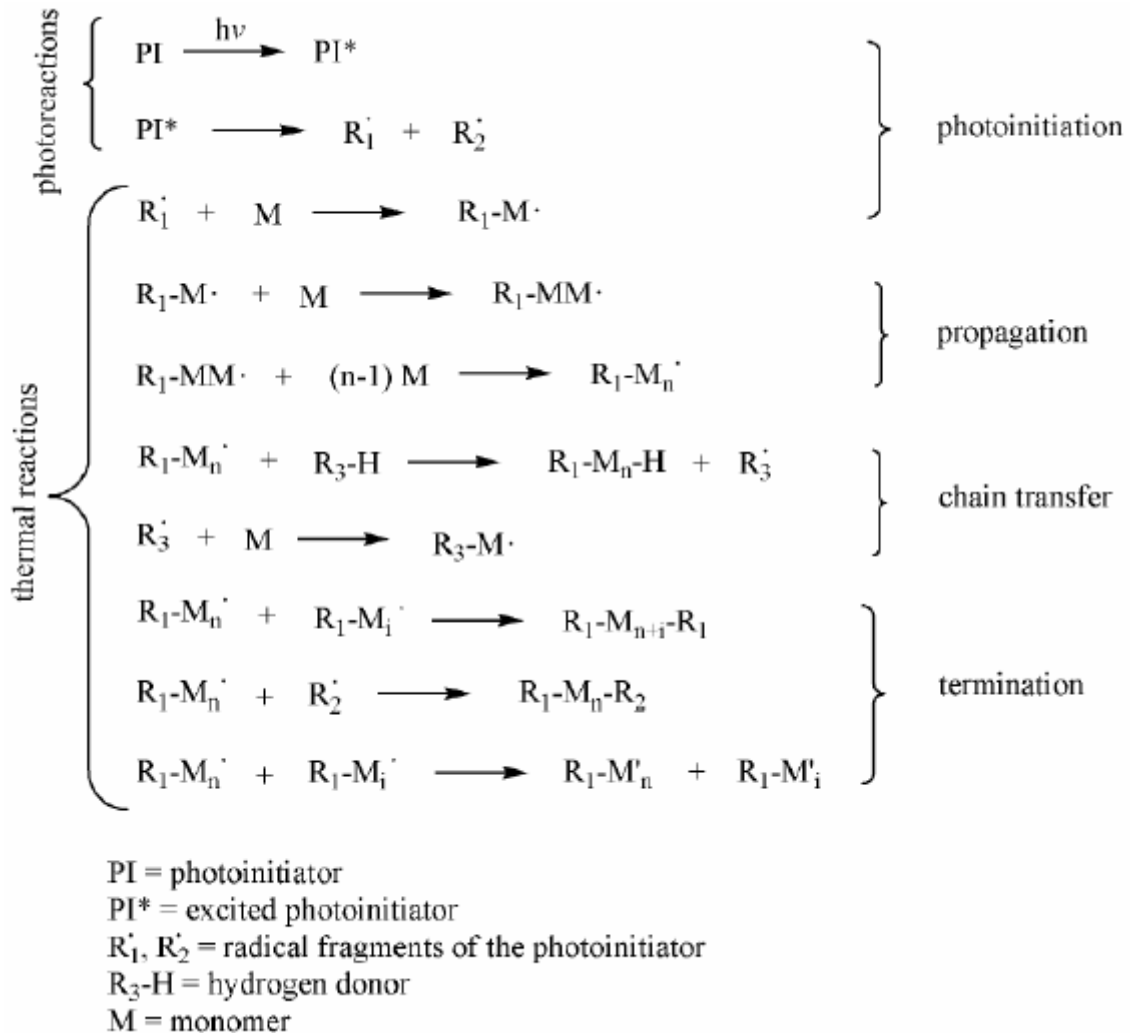 photoreactions
PI hν⟶ PI*
PI* ⟶ R₁˙ + R₂˙
photoinitiation
thermal reactions
R₁˙ + M ⟶ R₁-M·
R₁-M· + M ⟶ R₁-MM·
R₁-MM· + (n-1) M ⟶ R₁-Mₙ˙
propagation
R₁-Mₙ˙ + R₃-H ⟶ R₁-Mₙ-H + R₃˙
R₃˙ + M ⟶ R₃-M·
chain transfer
R₁-Mₙ˙ + R₁-Mᵢ˙ ⟶ R₁-Mₙ₊ᵢ-R₁
R₁-Mₙ˙ + R₂˙ ⟶ R₁-Mₙ-R₂
R₁-Mₙ˙ + R₁-Mᵢ˙ ⟶ R₁-M'ₙ + R₁-M'ᵢ
termination
PI = photoinitiator
PI* = excited photoinitiator
R₁˙, R₂˙ = radical fragments of the photoinitiator
R₃-H = hydrogen donor
M = monomer